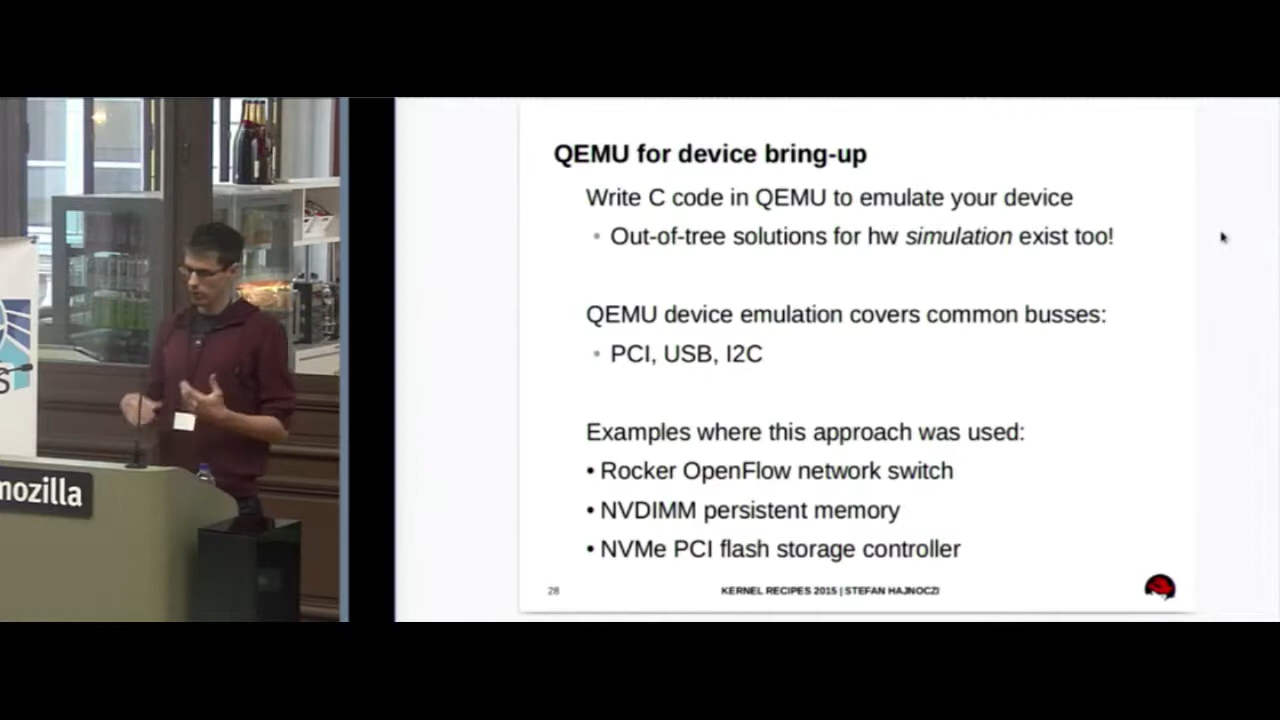 mozilla
S
QEMU for device bring-up
Write C code in QEMU to emulate your device
• Out-of-tree solutions for hw simulation exist too!
QEMU device emulation covers common busses:
• PCI, USB, I2C
Examples where this approach was used:
• Rocker OpenFlow network switch
• NVDIMM persistent memory
• NVMe PCI flash storage controller
28
KERNEL RECIPES 2015 | STEFAN HAJNOCZI